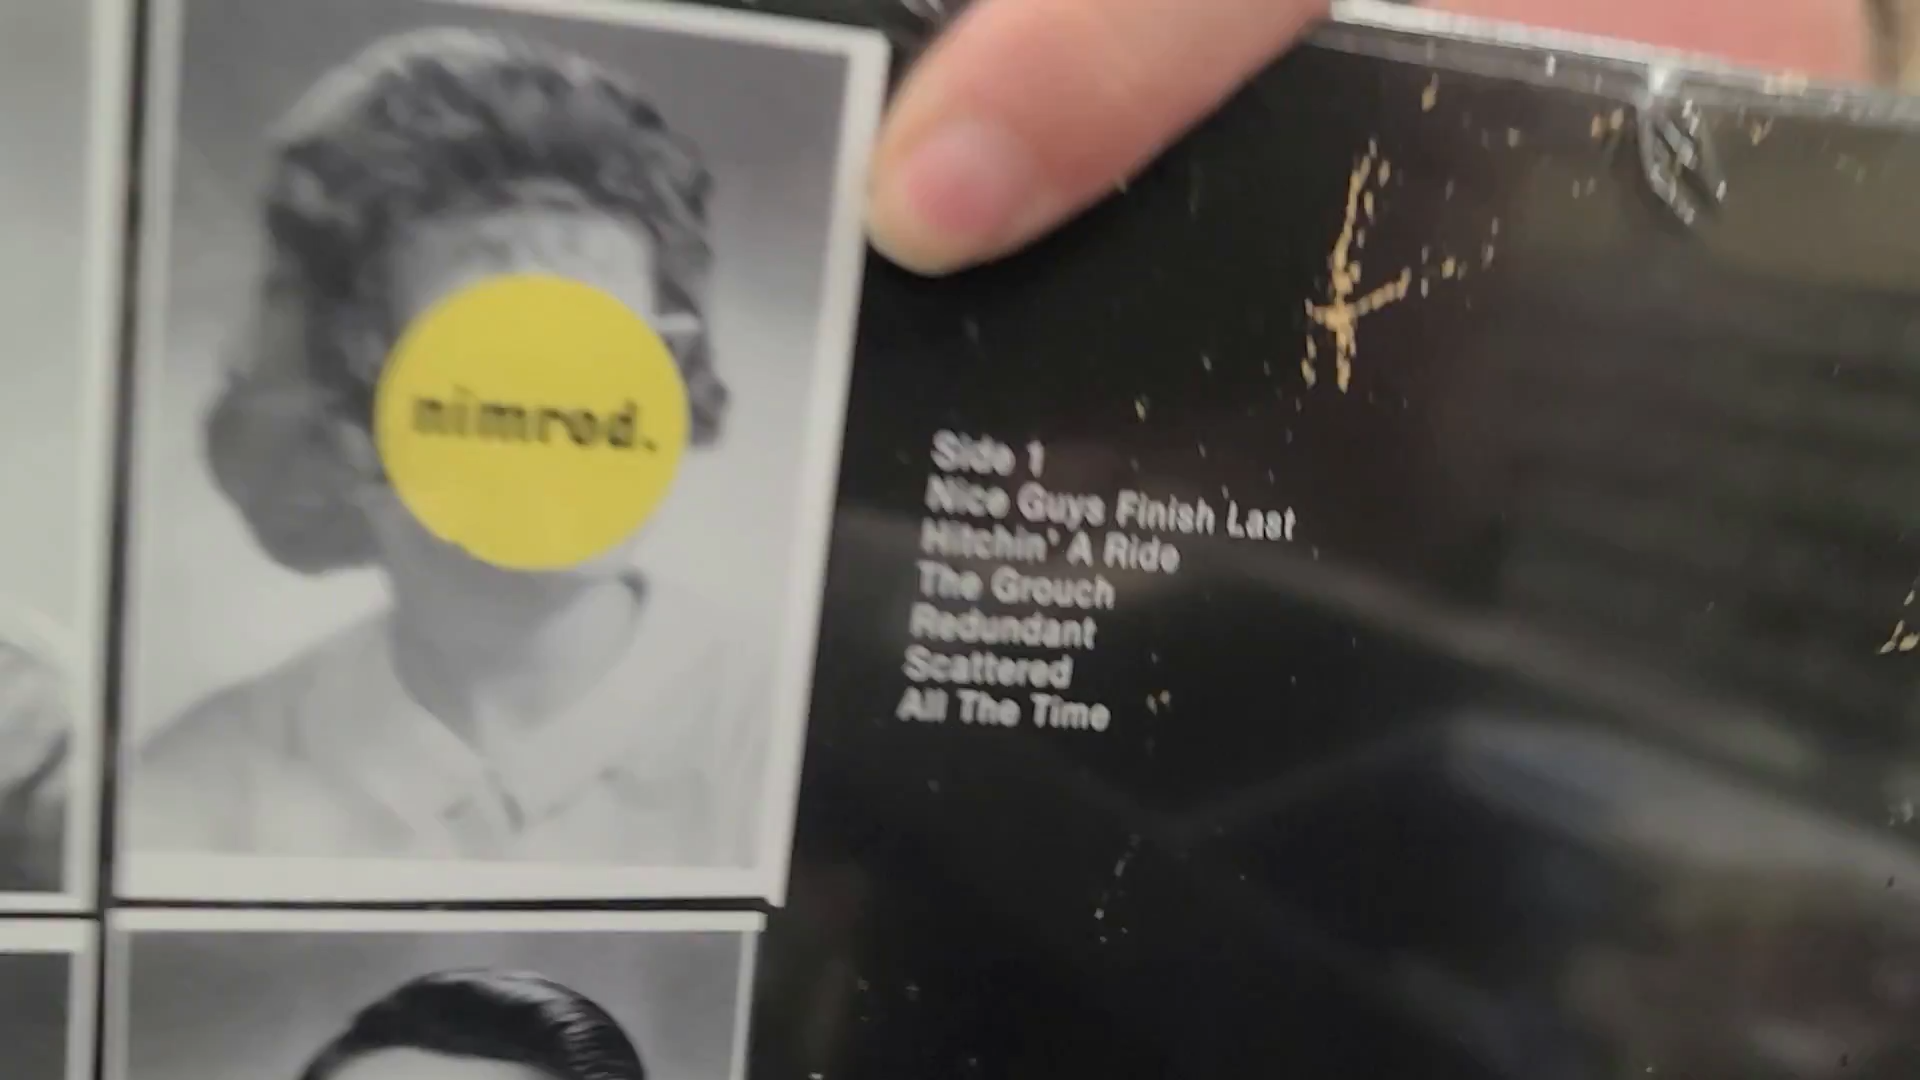 nimrod.
Side 1
Nice Guys Finish Last
Hitchin' A Ride
The Grouch
Redundant
Scattered
All The Time